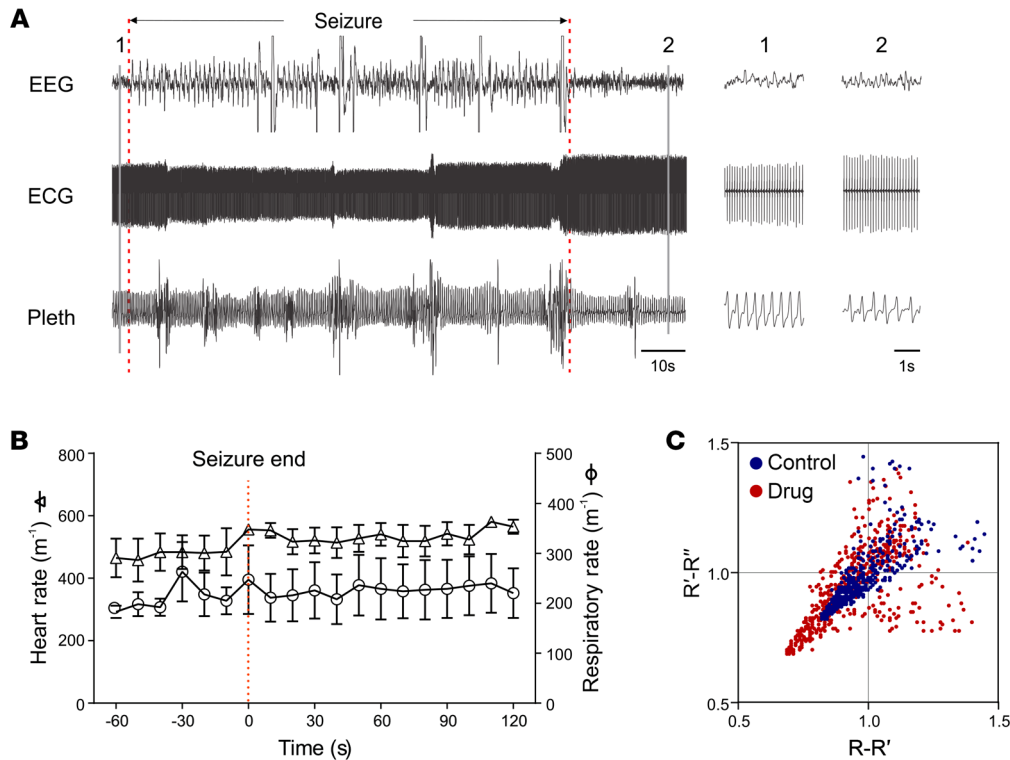 A
Seizure
1
2
1
2
EEG
ECG
Pleth
10s
1s
B
Seizure end
800
600
400
200
0
Heart rate (m⁻¹)
500
400
300
200
100
0
Respiratory rate (m⁻¹)
-60 -30 0 30 60 90 120
Time (s)
C
Control
Drug
1.5
1.0
0.5
R′-R″
0.5 1.0 1.5
R-R′